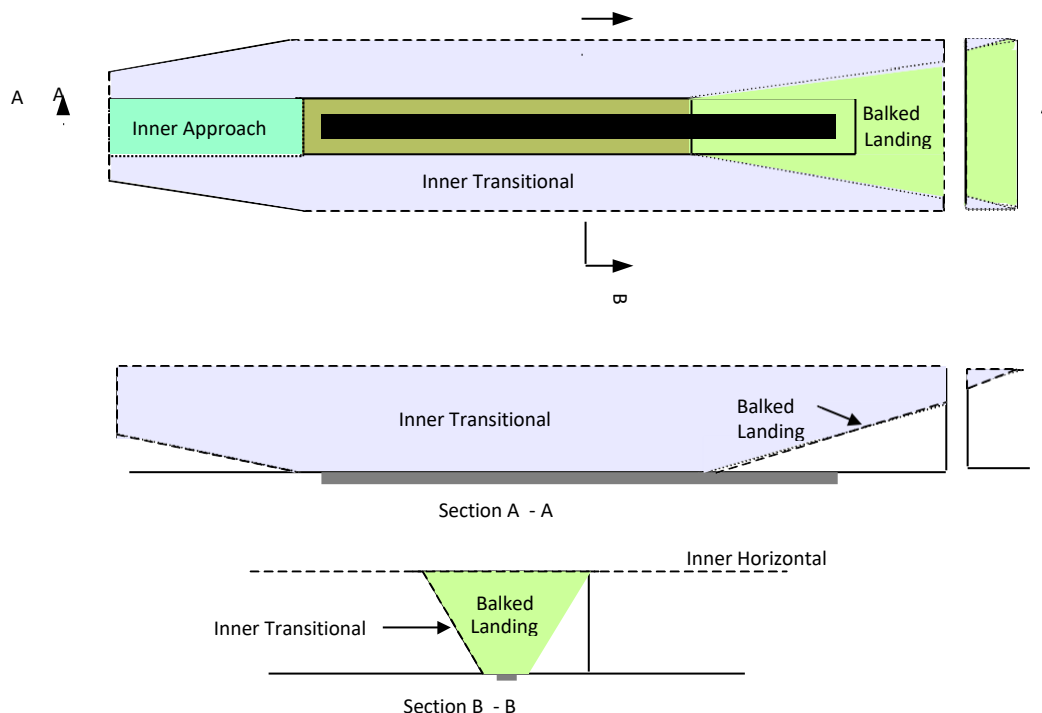 A
A
Inner Approach
Balked
Landing
Inner Transitional
B
Inner Transitional
Balked
Landing
Section A - A
Inner Horizontal
Balked
Landing
Inner Transitional
Section B - B